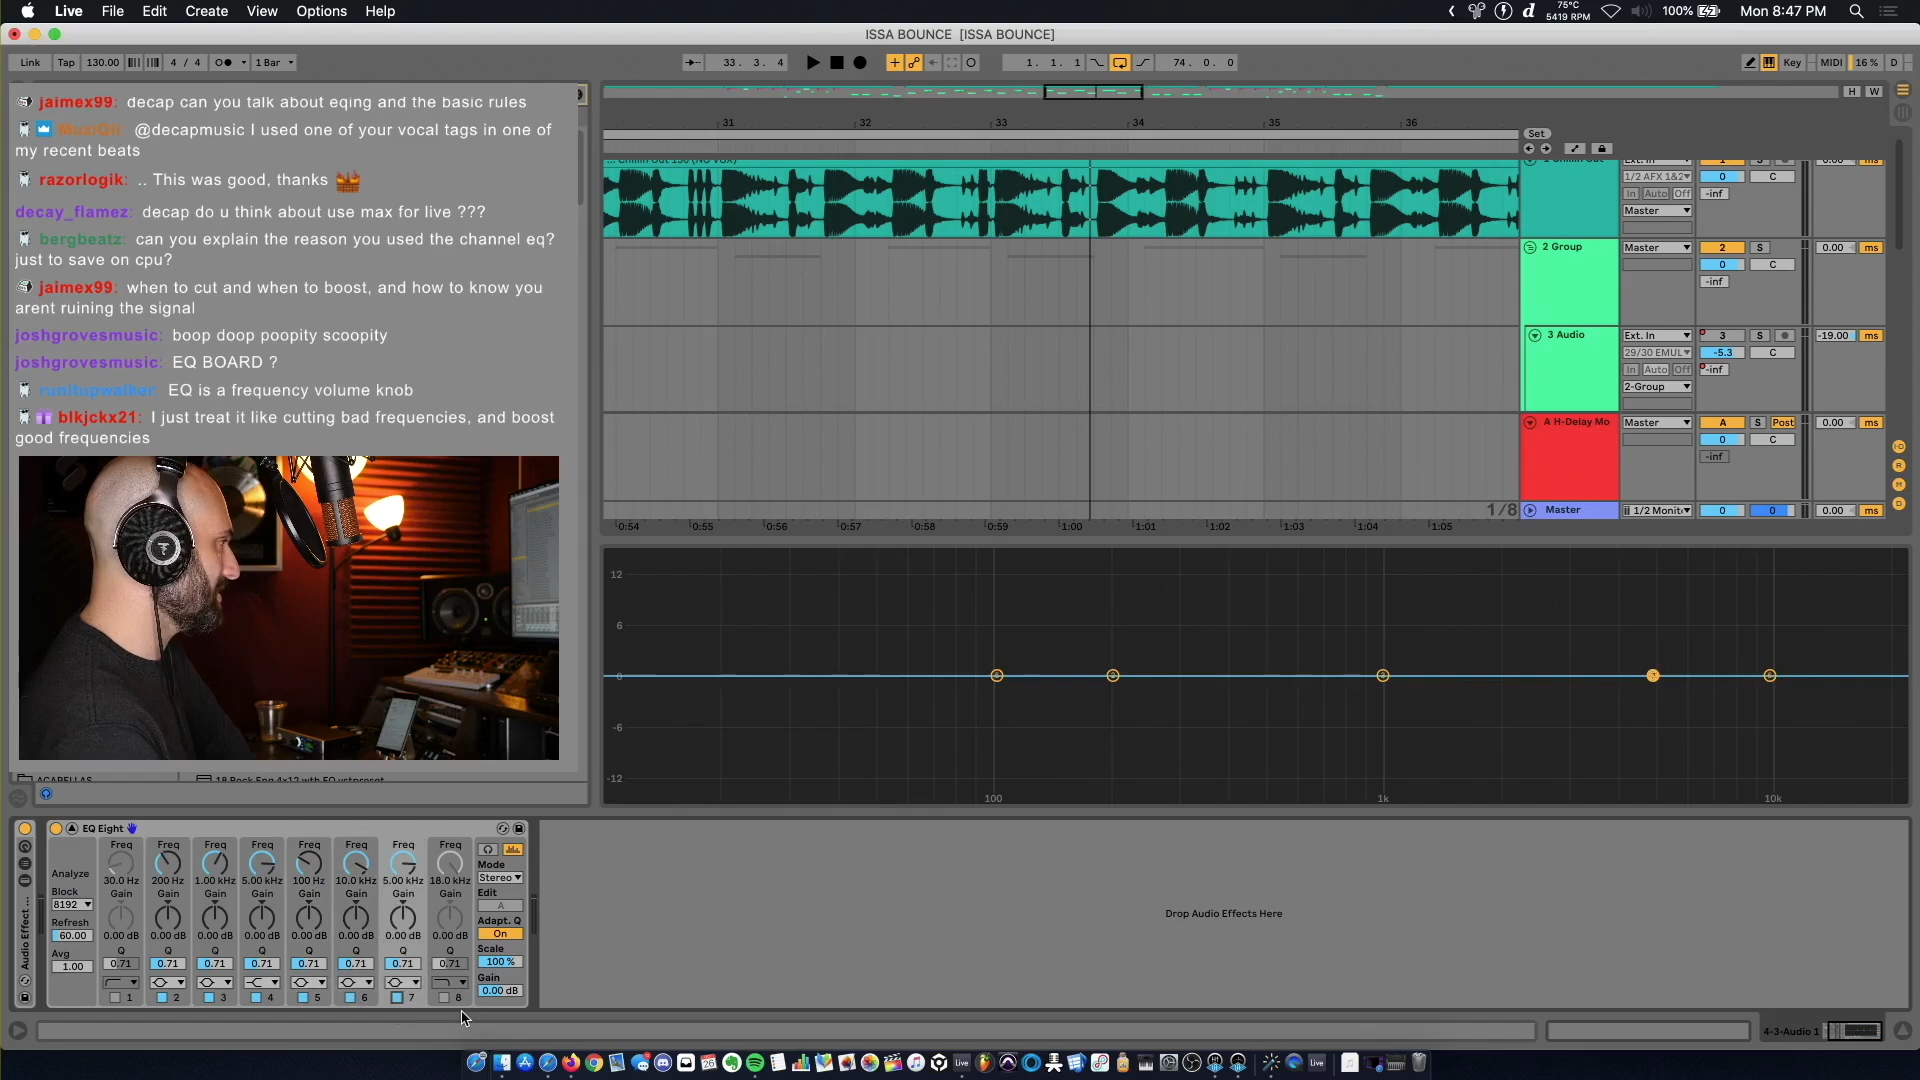 Live File Edit Create View Options Help
75°C
5419 RPM
100%
Mon 8:47 PM
ISSA BOUNCE [ISSA BOUNCE]
Link Tap 130.00 4 / 4 1 Bar
33. 3. 4
1. 1. 1
74. 0. 0
Key MIDI 16 % D
jaimex99: decap can you talk about eqing and the basic rules
@decapmusic I used one of your vocal tags in one of
my recent beats
razorlogik: .. This was good, thanks
decay_flamez: decap do u think about use max for live ???
bergbeatz: can you explain the reason you used the channel eq?
just to save on cpu?
jaimex99: when to cut and when to boost, and how to know you
arent ruining the signal
joshgrovesmusic: boop doop poopity scoopity
joshgrovesmusic: EQ BOARD ?
runitupwalker: EQ is a frequency volume knob
blkjckx21: I just treat it like cutting bad frequencies, and boost
good frequencies
H W
31 32 33 34 35 36
Set
1/2 AFX 1&2
0 C
In Auto Off -inf
Master
2 Group Master 2 S 0.00 ms
0 C
-inf
3 Audio Ext. In 3 S -19.00 ms
29/30 EMUL -5.3 C
In Auto Off -inf
2-Group
A H-Delay Mo Master A S Post 0.00 ms
0 C
-inf
1/8
Master 1/2 Monit 0 0 0.00 ms
0:54 0:55 0:56 0:57 0:58 0:59 1:00 1:01 1:02 1:03 1:04 1:05
12
6
0
-6
-12
100 1k 10k
EQ Eight
Freq Freq Freq Freq Freq Freq Freq Freq
30.0 Hz 200 Hz 1.00 kHz 5.00 kHz 100 Hz 10.0 kHz 5.00 kHz 18.0 kHz
Gain Gain Gain Gain Gain Gain Gain Gain
0.00 dB 0.00 dB 0.00 dB 0.00 dB 0.00 dB 0.00 dB 0.00 dB 0.00 dB
Q Q Q Q Q Q Q Q
0.71 0.71 0.71 0.71 0.71 0.71 0.71 0.71
1 2 3 4 5 6 7 8
Analyze
Block
8192
Refresh
60.00
Avg
1.00
Mode
Stereo
Edit
A
Adapt. Q
On
Scale
100 %
Gain
0.00 dB
Audio Effect ...
Drop Audio Effects Here
4-3-Audio 1